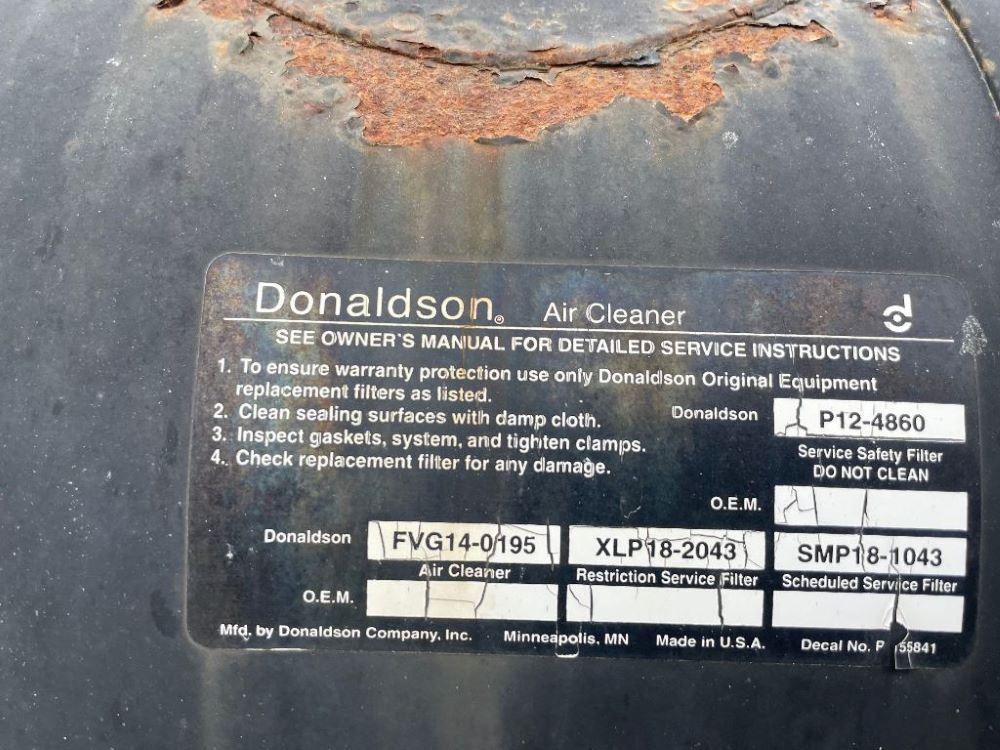 Donaldson® Air Cleaner
SEE OWNER'S MANUAL FOR DETAILED SERVICE INSTRUCTIONS
1. To ensure warranty protection use only Donaldson Original Equipment
replacement filters as listed.
2. Clean sealing surfaces with damp cloth.
3. Inspect gaskets, system, and tighten clamps.
4. Check replacement filter for any damage.
Donaldson P12-4860
Service Safety Filter
DO NOT CLEAN
O.E.M.
Donaldson FVG14-0195 XLP18-2043 SMP18-1043
Air Cleaner Restriction Service Filter Scheduled Service Filter
O.E.M.
Mfd. by Donaldson Company, Inc. Minneapolis, MN Made in U.S.A. Decal No. P 55841